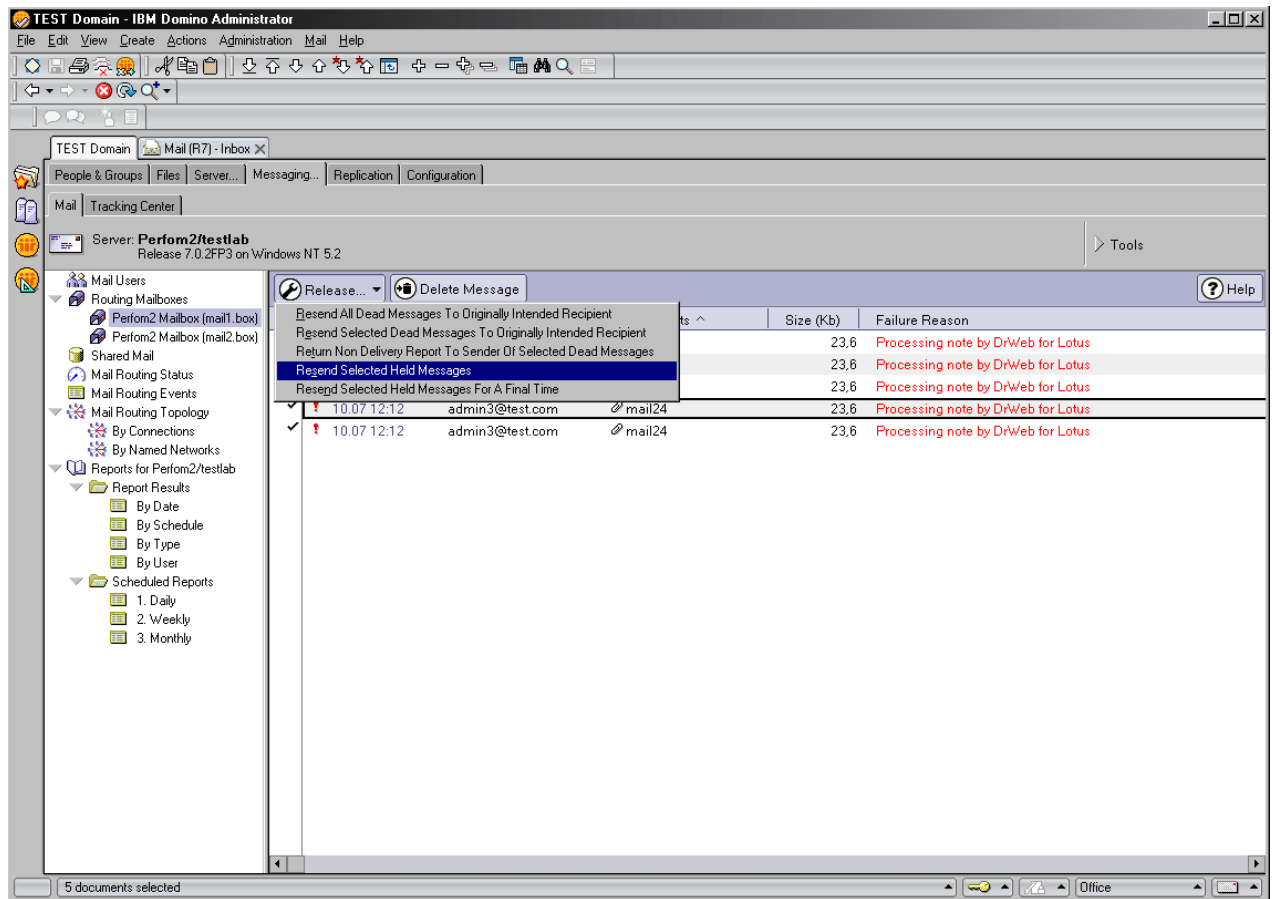 TEST Domain - IBM Domino Administrator
File Edit View Create Actions Administration Mail Help
TEST Domain Mail (R7) - Inbox
People & Groups Files Server... Messaging... Replication Configuration
Mail Tracking Center
Server: Perfom2/testlab
Release 7.0.2FP3 on Windows NT 5.2
Tools
Mail Users
Routing Mailboxes
Perfom2 Mailbox (mail1.box)
Perfom2 Mailbox (mail2.box)
Shared Mail
Mail Routing Status
Mail Routing Events
Mail Routing Topology
By Connections
By Named Networks
Reports for Perfom2/testlab
Report Results
By Date
By Schedule
By Type
By User
Scheduled Reports
1. Daily
2. Weekly
3. Monthly
Release... Delete Message Help
Resend All Dead Messages To Originally Intended Recipient
Resend Selected Dead Messages To Originally Intended Recipient
Return Non Delivery Report To Sender Of Selected Dead Messages
Resend Selected Held Messages
Resend Selected Held Messages For A Final Time
ts Size (Kb) Failure Reason
23,6 Processing note by DrWeb for Lotus
23,6 Processing note by DrWeb for Lotus
23,6 Processing note by DrWeb for Lotus
10.07 12:12 admin3@test.com mail24 23,6 Processing note by DrWeb for Lotus
10.07 12:12 admin3@test.com mail24 23,6 Processing note by DrWeb for Lotus
5 documents selected
Office